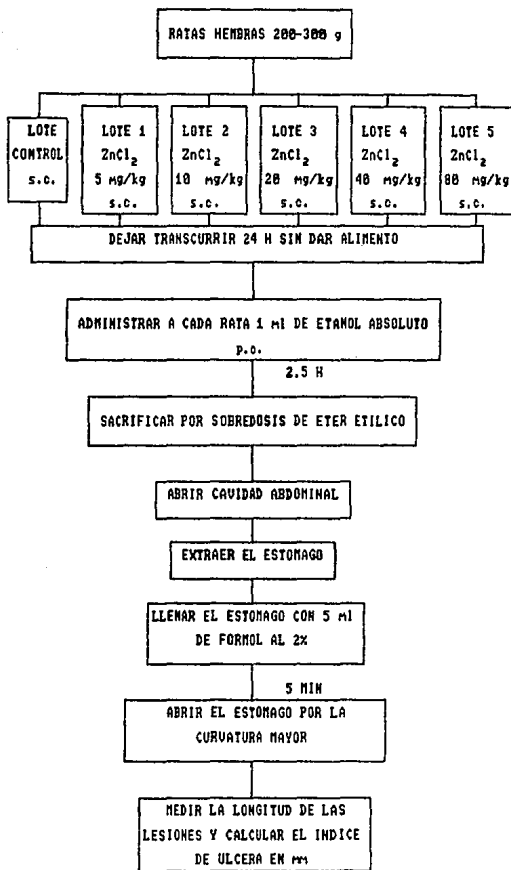 RATAS HEMBRAS 200-300 g
LOTE CONTROL s.c.
LOTE 1 ZnCl2 5 mg/kg s.c.
LOTE 2 ZnCl2 10 mg/kg s.c.
LOTE 3 ZnCl2 20 mg/kg s.c.
LOTE 4 ZnCl2 40 mg/kg s.c.
LOTE 5 ZnCl2 80 mg/kg s.c.
DEJAR TRANSCURRIR 24 H SIN DAR ALIMENTO
ADMINISTRAR A CADA RATA 1 ml DE ETANOL ABSOLUTO
p.o.
2.5 H
SACRIFICAR POR SOBREDOSIS DE ETER ETILICO
ABRIR CAVIDAD ABDOMINAL
EXTRAER EL ESTOMAGO
LLENAR EL ESTOMAGO CON 5 ml
DE FORMOL AL 2%
5 MIN
ABRIR EL ESTOMAGO POR LA
CURVATURA MAYOR
MEDIR LA LONGITUD DE LAS
LESIONES Y CALCULAR EL INDICE
DE ULCERA EN mm